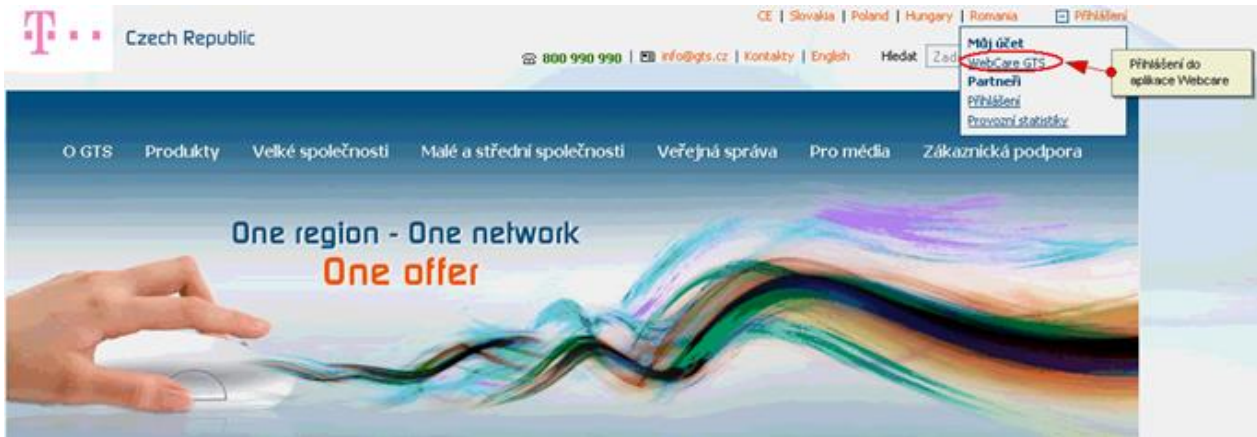 CE | Slovakia | Poland | Hungary | Romania Přihlášení
T Czech Republic
800 990 990 | info@gts.cz | Kontakty | English Hledat Zad
Můj účet
WebCare GTS
Partneři
Přihlášení
Provozní statistiky
Přihlášení do
aplikace Webcare
O GTS Produkty Velké společnosti Malé a střední společnosti Veřejná správa Pro média Zákaznická podpora
One region - One network
One offer